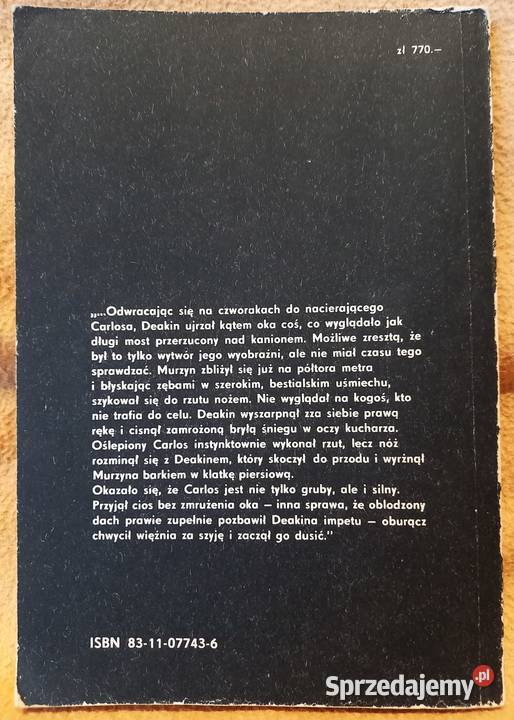 zł 770.—
„...Odwracając się na czworakach do nacierającego
Carlosa, Deakin ujrzał kątem oka coś, co wyglądało jak
długi most przerzucony nad kanionem. Możliwe zresztą, że
był to tylko wytwór jego wyobraźni, ale nie miał czasu tego
sprawdzać. Murzyn zbliżył się już na półtora metra
i błyskając zębami w szerokim, bestialskim uśmiechu,
szykował się do rzutu nożem. Nie wyglądał na kogoś, kto
nie trafia do celu. Deakin wyszarpnął zza siebie prawą
rękę i cisnął zamrożoną bryłą śniegu w oczy kucharza.
Oślepiony Carlos instynktownie wykonał rzut, lecz nóż
rozminął się z Deakinem, który skoczył do przodu i wyrżnął
Murzyna barkiem w klatkę piersiową.
Okazało się, że Carlos jest nie tylko gruby, ale i silny.
Przyjął cios bez zmrużenia oka — inna sprawa, że oblodzony
dach prawie zupełnie pozbawił Deakina impetu — oburącz
chwycił więźnia za szyję i zaczął go dusić."
ISBN 83-11-07743-6
Sprzedajemy.pl